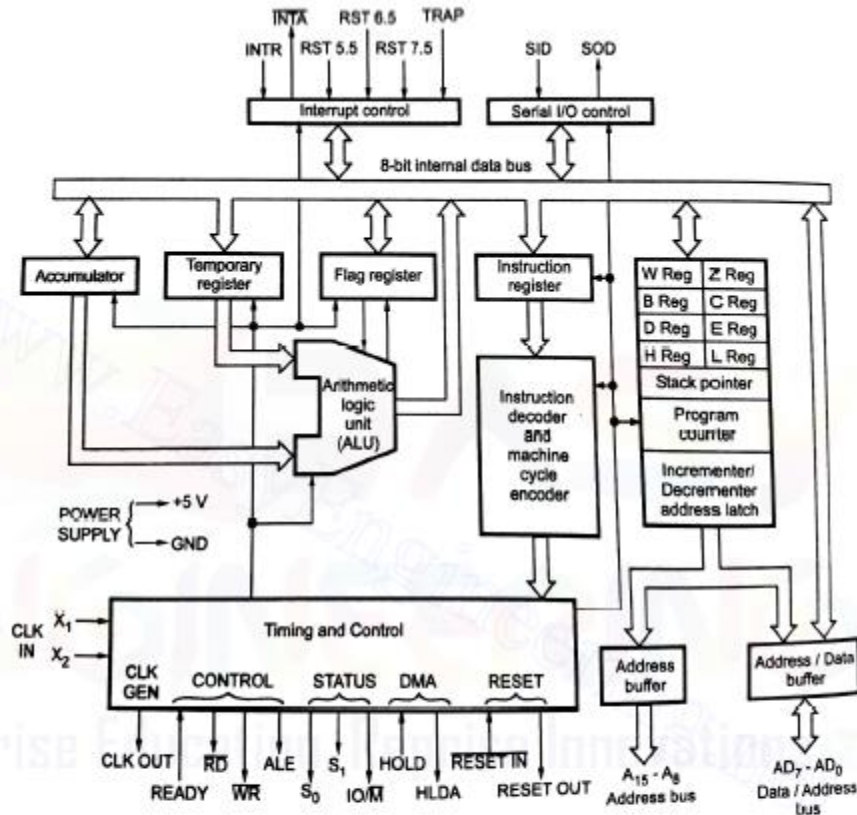 INTA RST 6.5 TRAP
INTR RST 5.5 RST 7.5 SID SOD
Interrupt control Serial I/O control
8-bit internal data bus
Accumulator
Temporary register
Flag register
Instruction register
W Reg Z Reg
B Reg C Reg
D Reg E Reg
H Reg L Reg
Stack pointer
Program counter
Incrementer/
Decrementer
address latch
Arithmetic
logic
unit
(ALU)
Instruction
decoder
and
machine
cycle
encoder
POWER SUPPLY
+5 V
GND
CLK IN
X1
X2
Timing and Control
CLK GEN
CONTROL STATUS DMA RESET
CLK OUT RD ALE S1 HOLD RESET IN
READY WR S0 IO/M HLDA RESET OUT
Address buffer
Address / Data buffer
A15 - A8
Address bus
AD7 - AD0
Data / Address
bus